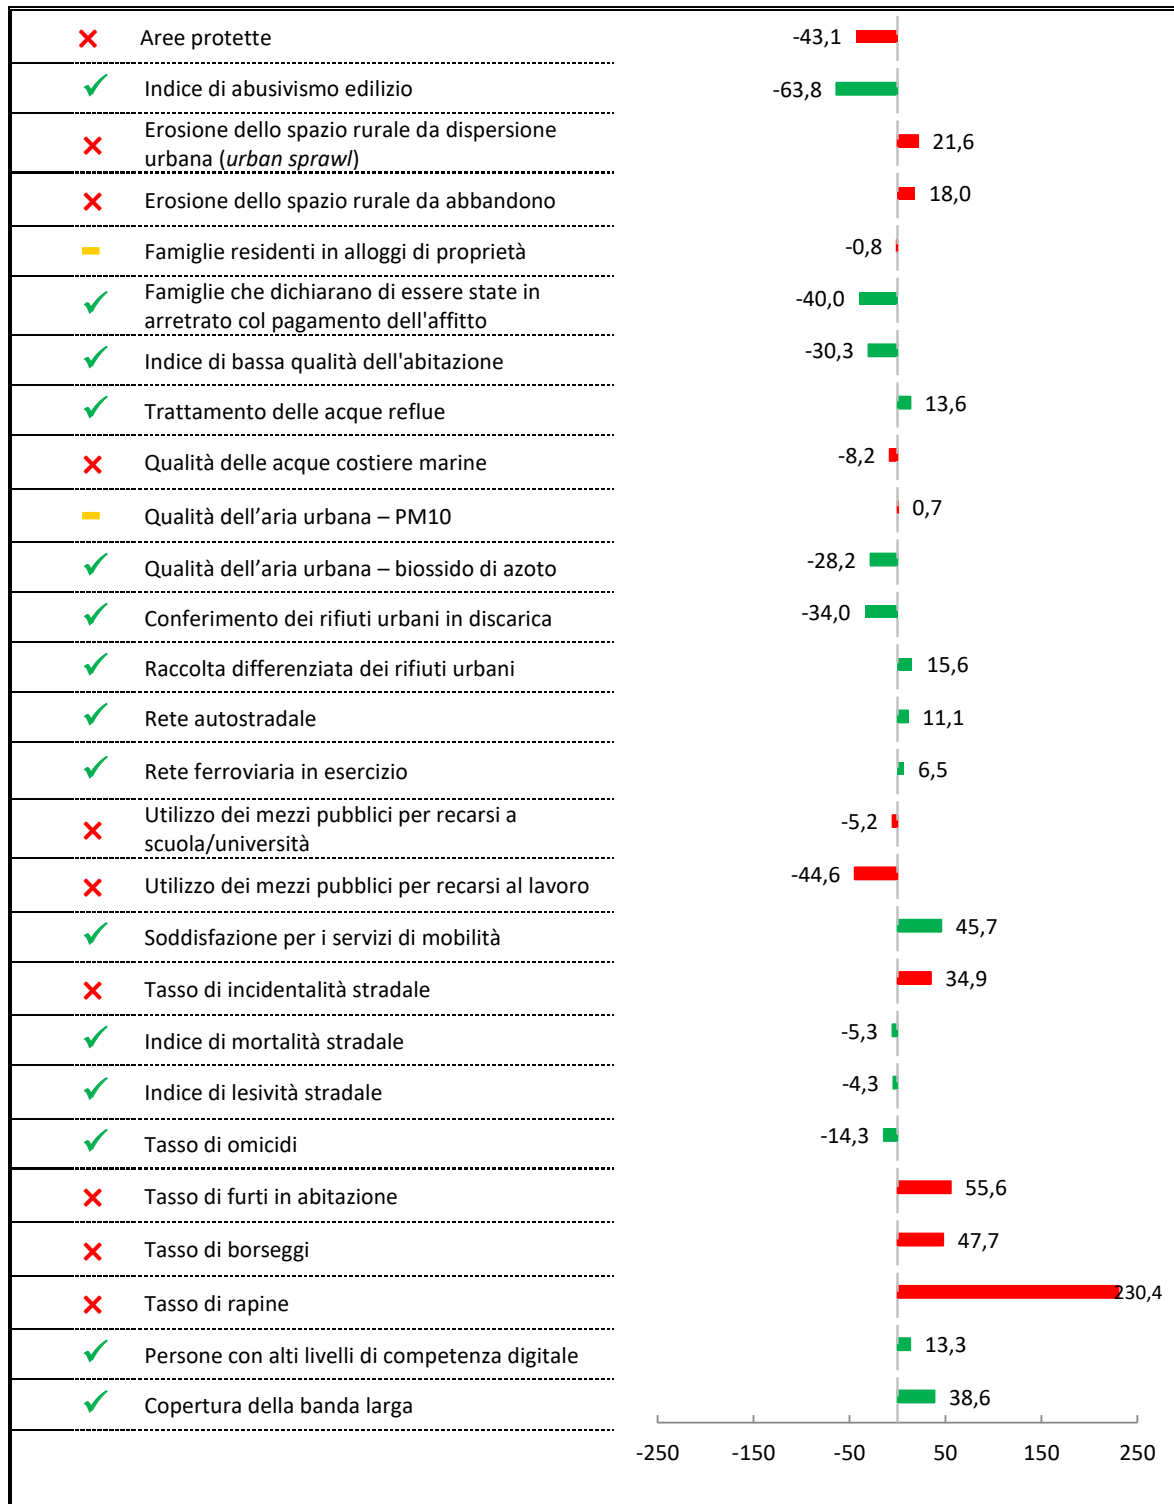 Aree protette -43,1
Indice di abusivismo edilizio -63,8
Erosione dello spazio rurale da dispersione
urbana (urban sprawl) 21,6
Erosione dello spazio rurale da abbandono 18,0
Famiglie residenti in alloggi di proprietà -0,8
Famiglie che dichiarano di essere state in
arretrato col pagamento dell'affitto -40,0
Indice di bassa qualità dell'abitazione -30,3
Trattamento delle acque reflue 13,6
Qualità delle acque costiere marine -8,2
Qualità dell’aria urbana – PM10 0,7
Qualità dell’aria urbana – biossido di azoto -28,2
Conferimento dei rifiuti urbani in discarica -34,0
Raccolta differenziata dei rifiuti urbani 15,6
Rete autostradale 11,1
Rete ferroviaria in esercizio 6,5
Utilizzo dei mezzi pubblici per recarsi a
scuola/università -5,2
Utilizzo dei mezzi pubblici per recarsi al lavoro -44,6
Soddisfazione per i servizi di mobilità 45,7
Tasso di incidentalità stradale 34,9
Indice di mortalità stradale -5,3
Indice di lesività stradale -4,3
Tasso di omicidi -14,3
Tasso di furti in abitazione 55,6
Tasso di borseggi 47,7
Tasso di rapine 230,4
Persone con alti livelli di competenza digitale 13,3
Copertura della banda larga 38,6
-250 -150 -50 50 150 250